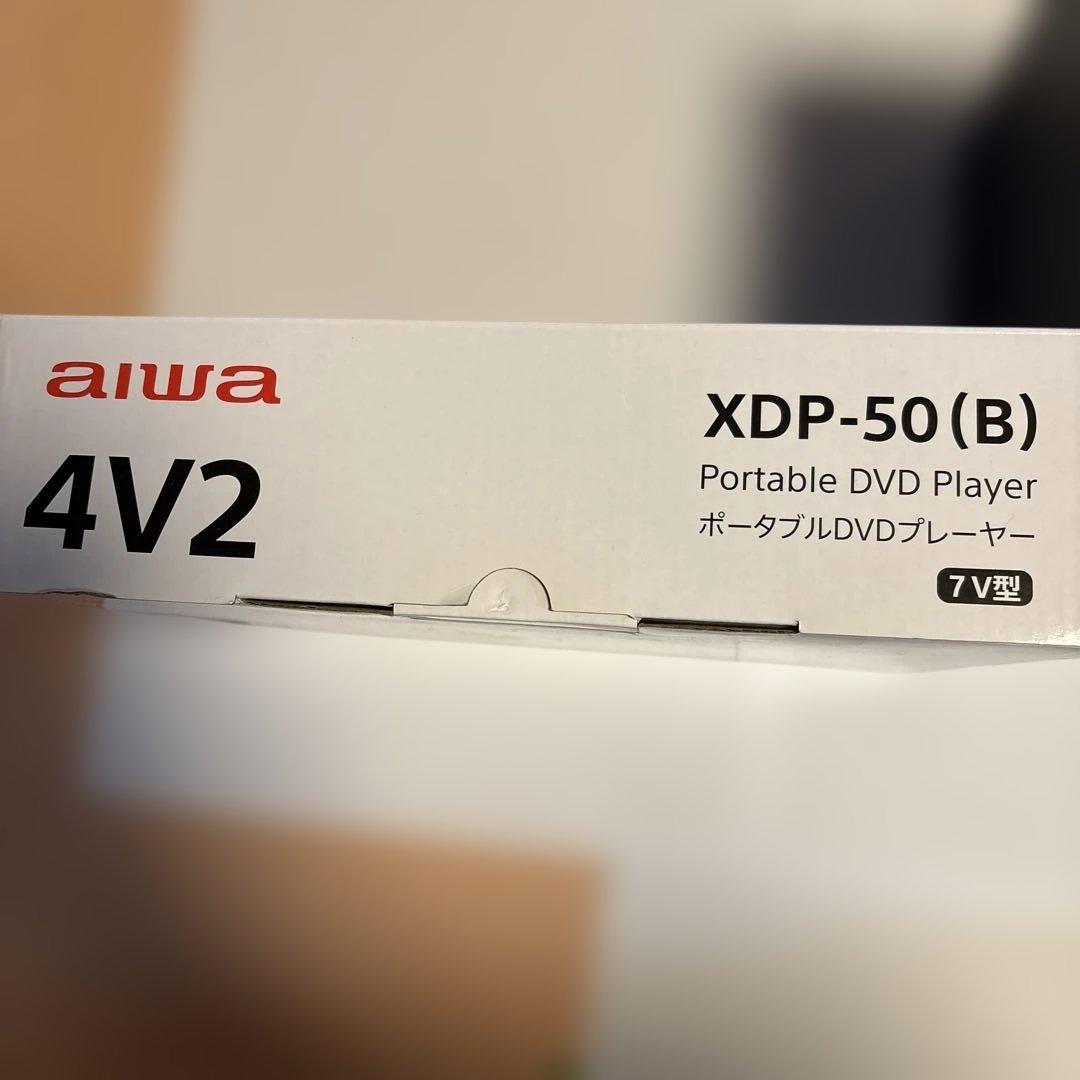 aiwa
4V2
XDP-50(B)
Portable DVD Player
ポータブルDVDプレーヤー
7V型